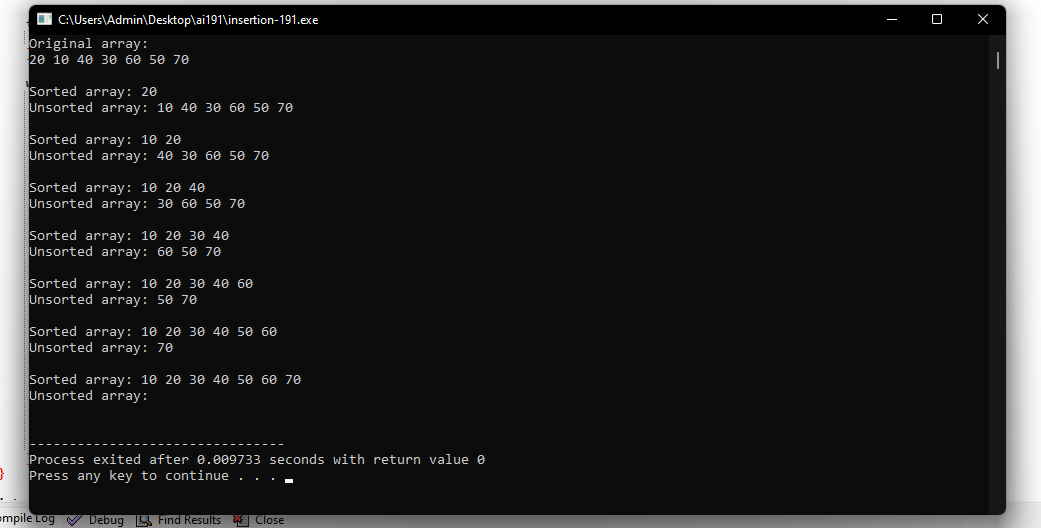 C:\Users\Admin\Desktop\ai191\insertion-191.exe
Original array:
20 10 40 30 60 50 70
Sorted array: 20
Unsorted array: 10 40 30 60 50 70
Sorted array: 10 20
Unsorted array: 40 30 60 50 70
Sorted array: 10 20 40
Unsorted array: 30 60 50 70
Sorted array: 10 20 30 40
Unsorted array: 60 50 70
Sorted array: 10 20 30 40 60
Unsorted array: 50 70
Sorted array: 10 20 30 40 50 60
Unsorted array: 70
Sorted array: 10 20 30 40 50 60 70
Unsorted array:
--------------------------------
Process exited after 0.009733 seconds with return value 0
Press any key to continue . . .
}
Log Debug Find Results Close